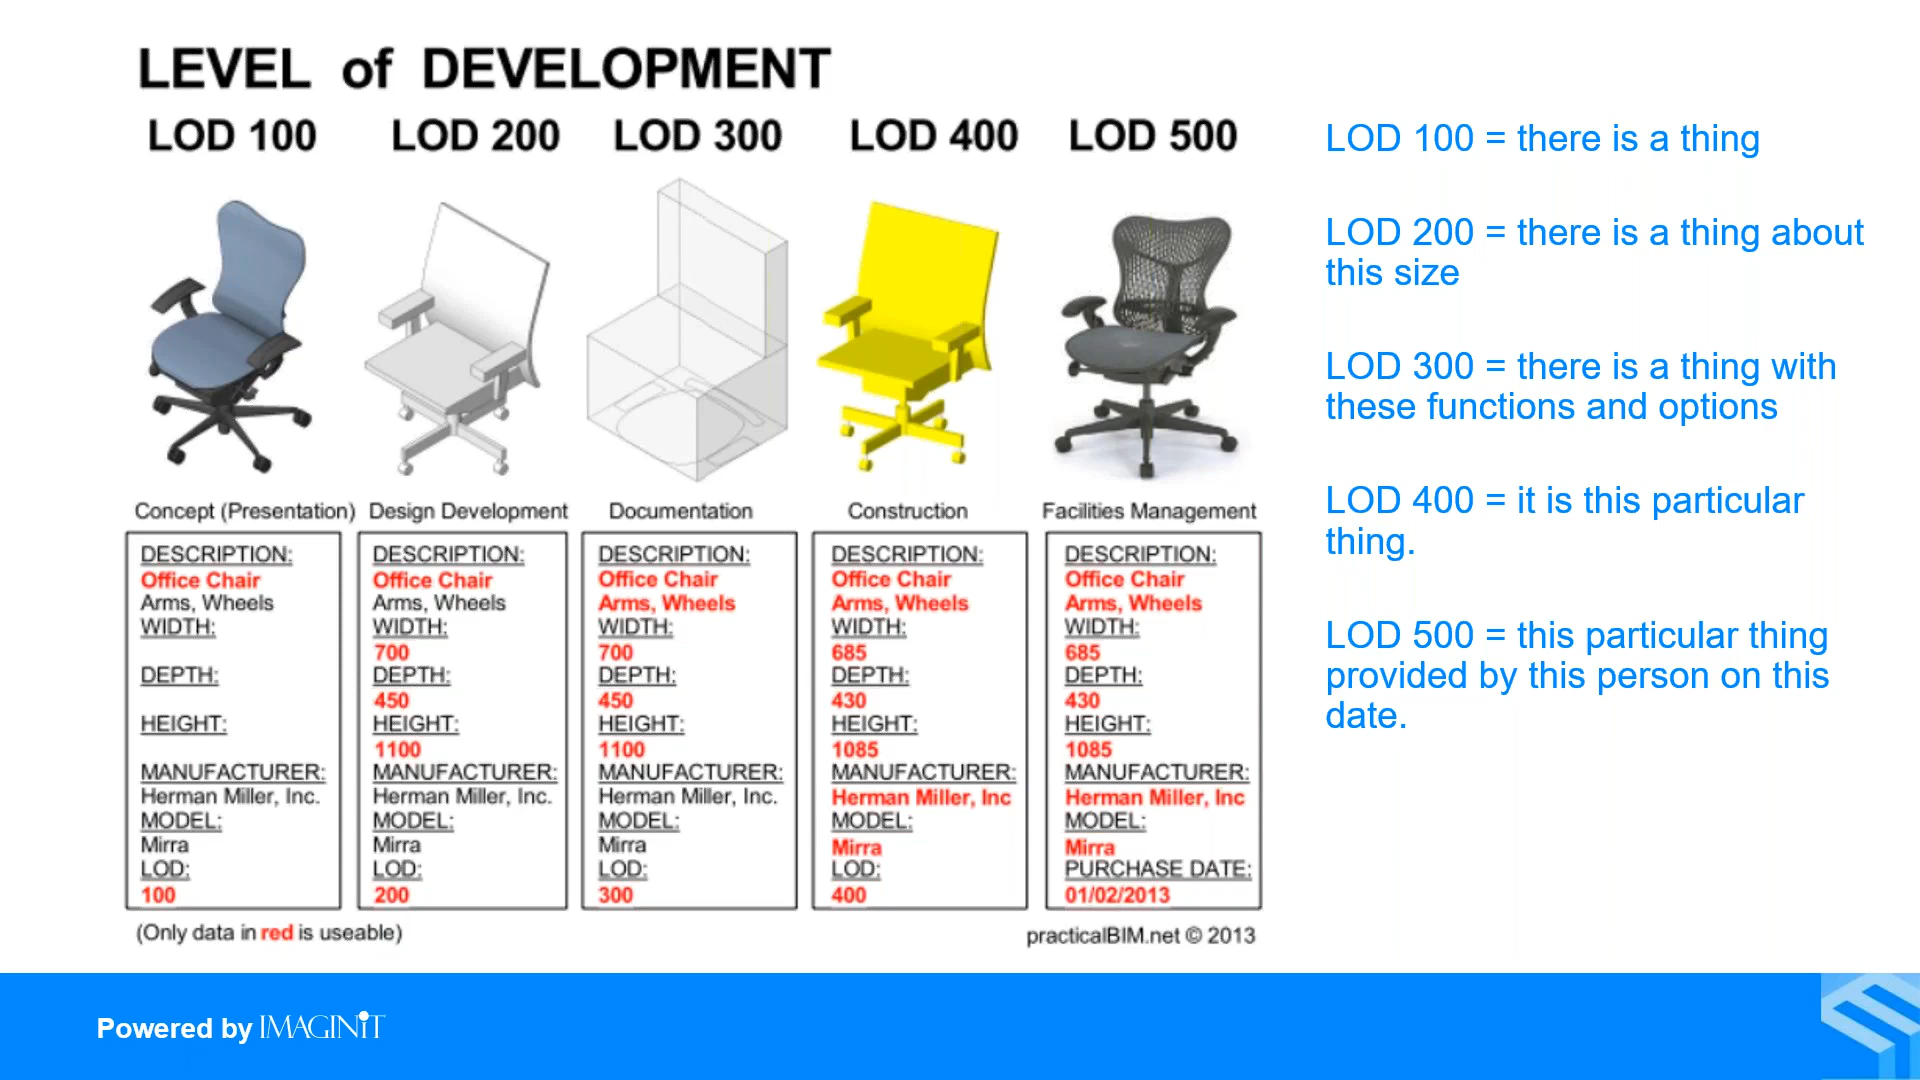 LEVEL of DEVELOPMENT
LOD 100
LOD 200
LOD 300
LOD 400
LOD 500
Concept (Presentation)
DESCRIPTION:
Office Chair
Arms, Wheels
WIDTH:
DEPTH:
HEIGHT:
MANUFACTURER:
Herman Miller, Inc.
MODEL:
Mirra
LOD:
100
Design Development
DESCRIPTION:
Office Chair
Arms, Wheels
WIDTH:
700
DEPTH:
450
HEIGHT:
1100
MANUFACTURER:
Herman Miller, Inc.
MODEL:
Mirra
LOD:
200
Documentation
DESCRIPTION:
Office Chair
Arms, Wheels
WIDTH:
700
DEPTH:
450
HEIGHT:
1100
MANUFACTURER:
Herman Miller, Inc.
MODEL:
Mirra
LOD:
300
Construction
DESCRIPTION:
Office Chair
Arms, Wheels
WIDTH:
685
DEPTH:
430
HEIGHT:
1085
MANUFACTURER:
Herman Miller, Inc
MODEL:
Mirra
LOD:
400
Facilities Management
DESCRIPTION:
Office Chair
Arms, Wheels
WIDTH:
685
DEPTH:
430
HEIGHT:
1085
MANUFACTURER:
Herman Miller, Inc
MODEL:
Mirra
PURCHASE DATE:
01/02/2013
(Only data in red is useable)
practicalBIM.net © 2013
LOD 100 = there is a thing
LOD 200 = there is a thing about
this size
LOD 300 = there is a thing with
these functions and options
LOD 400 = it is this particular
thing.
LOD 500 = this particular thing
provided by this person on this
date.
Powered by IMAGINiT